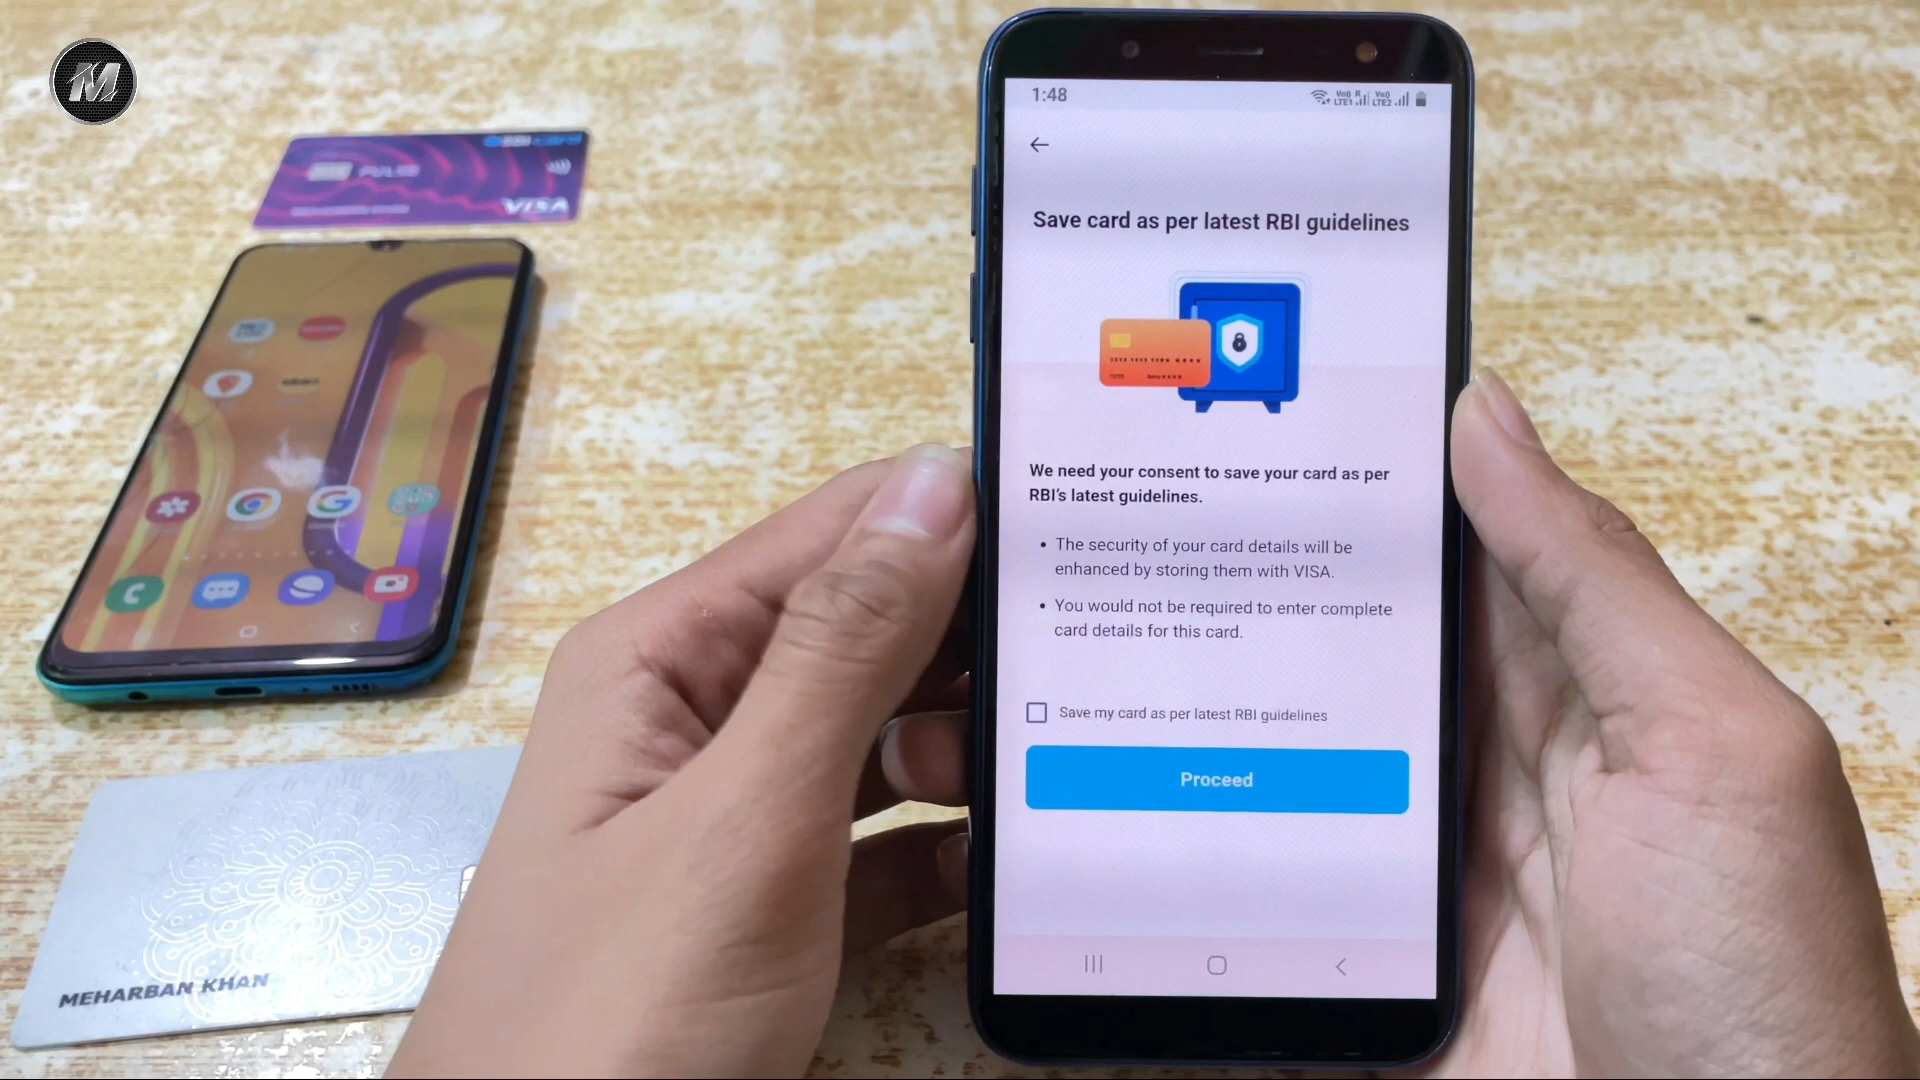 M
PULSE
VISA
MEHARBAN KHAN
1:48
Save card as per latest RBI guidelines
We need your consent to save your card as per
RBI's latest guidelines.
• The security of your card details will be
enhanced by storing them with VISA.
• You would not be required to enter complete
card details for this card.
Save my card as per latest RBI guidelines
Proceed